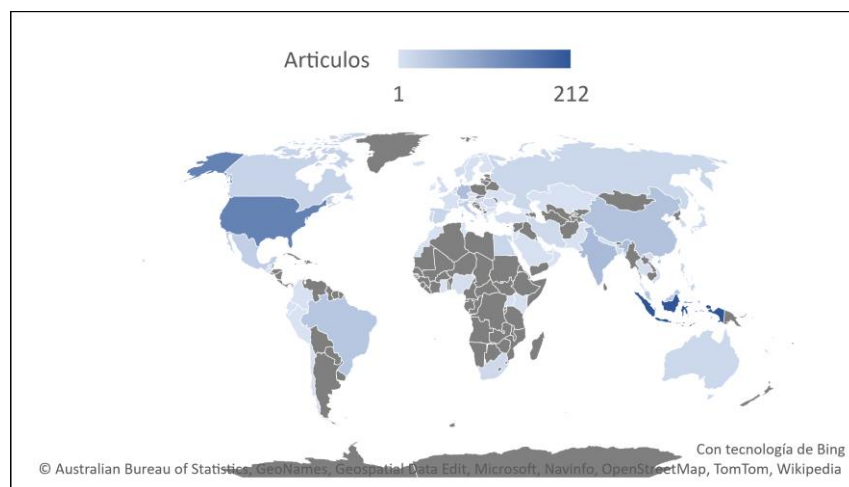 Articulos
1 212
Con tecnología de Bing
© Australian Bureau of Statistics, GeoNames, Geospatial Data Edit, Microsoft, Navinfo, OpenStreetMap, TomTom, Wikipedia